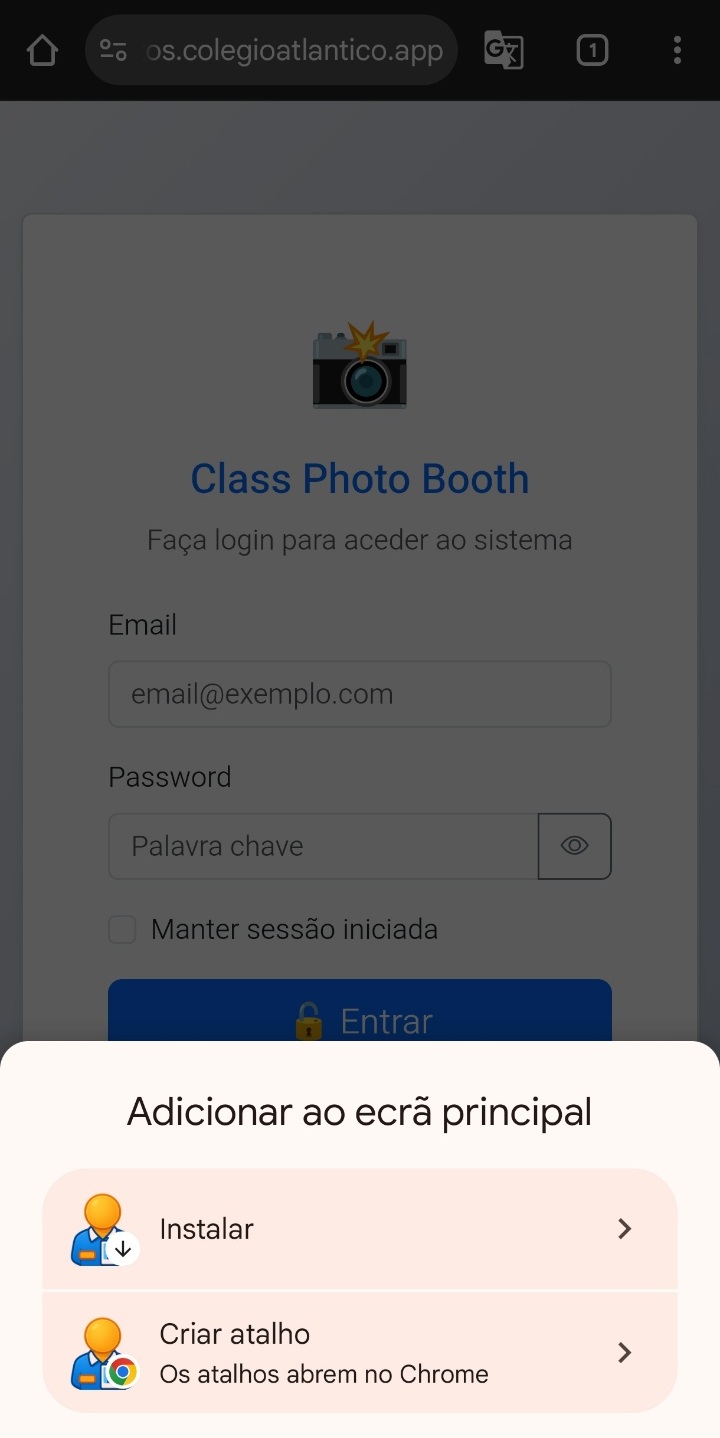 os.colegioatlantico.app
1
Class Photo Booth
Faça login para aceder ao sistema
Email
email@exemplo.com
Password
Palavra chave
Manter sessão iniciada
Entrar
Adicionar ao ecrã principal
Instalar
Criar atalho
Os atalhos abrem no Chrome